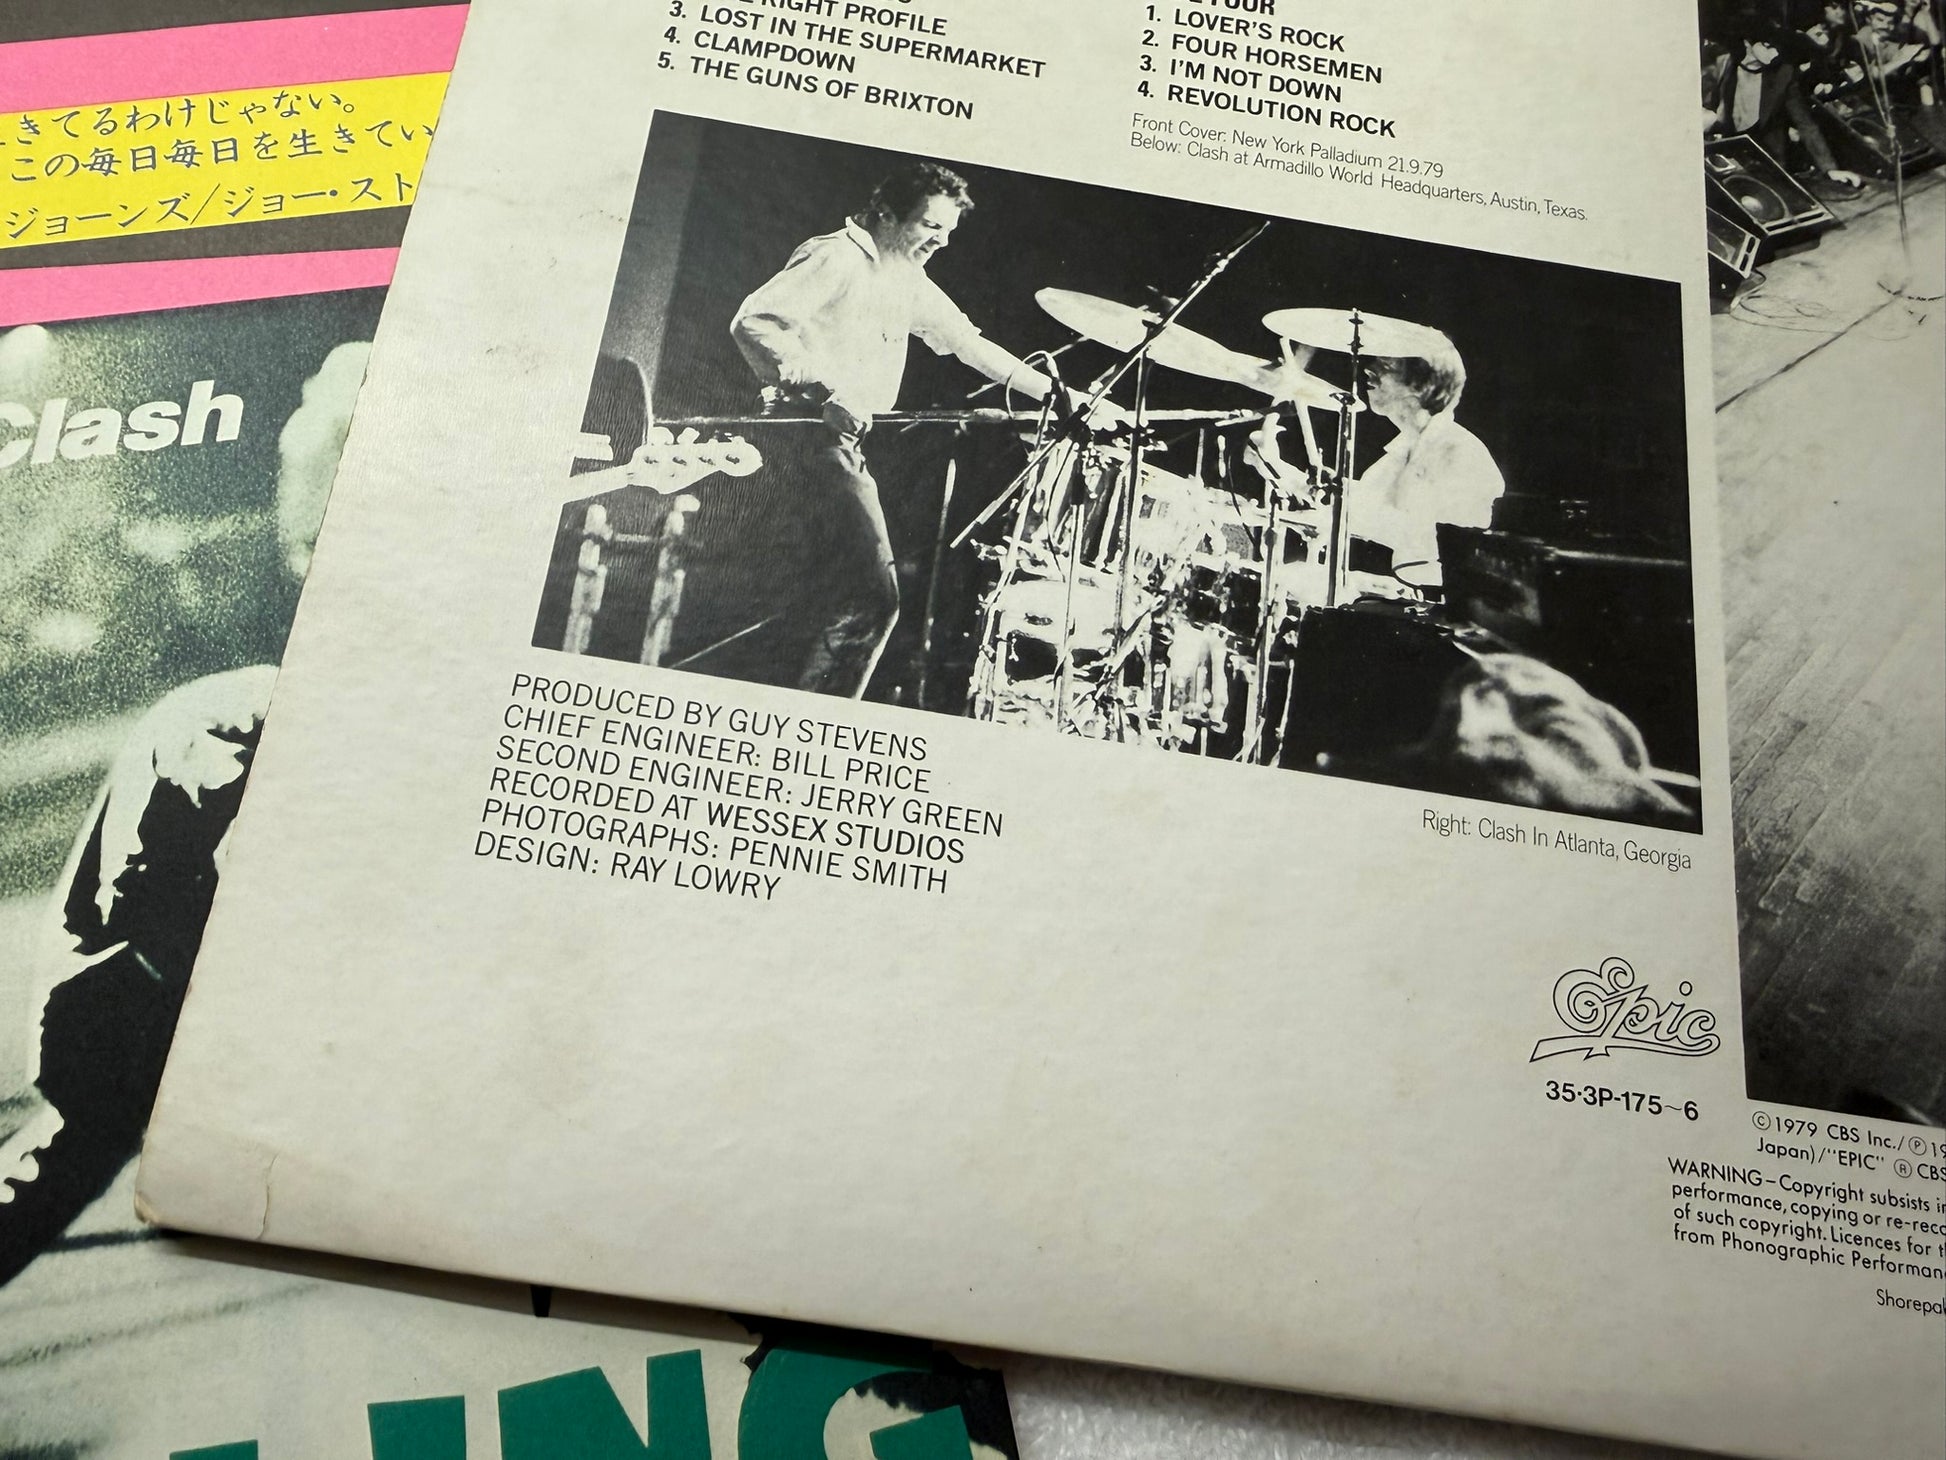 きてるわけじゃない。
この毎日毎日を生きてい
ジョーンズ/ジョー・スト
Clash
RIGHT PROFILE
3. LOST IN THE SUPERMARKET
4. CLAMPDOWN
5. THE GUNS OF BRIXTON
1. LOVER'S ROCK
2. FOUR HORSEMEN
3. I'M NOT DOWN
4. REVOLUTION ROCK
Front Cover: New York Palladium 21.9.79
Below: Clash at Armadillo World Headquarters, Austin, Texas.
PRODUCED BY GUY STEVENS
CHIEF ENGINEER: BILL PRICE
SECOND ENGINEER: JERRY GREEN
RECORDED AT WESSEX STUDIOS
PHOTOGRAPHS: PENNIE SMITH
DESIGN: RAY LOWRY
Right: Clash In Atlanta, Georgia
Epic
35·3P-175~6
Ⓒ1979 CBS Inc./Ⓟ19
Japan)/"EPIC" Ⓡ CBS
WARNING–Copyright subsists in
performance, copying or re-reco
of such copyright. Licences for t
from Phonographic Performan
Shorepa
ING